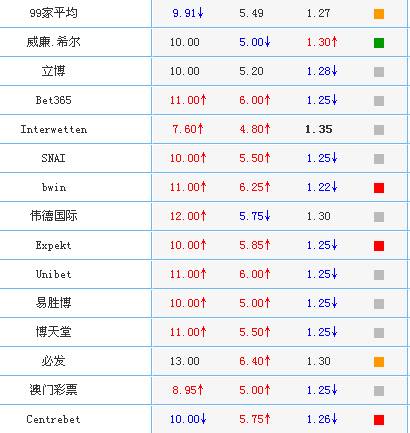 99家平均 9.91↓ 5.49 1.27
威廉.希尔 10.00 5.00↓ 1.30↑
立博 10.00 5.20 1.28↓
Bet365 11.00↑ 6.00↑ 1.25↓
Interwetten 7.60↑ 4.80↑ 1.35
SNAI 10.00↑ 5.50↑ 1.25↓
bwin 11.00↑ 6.25↑ 1.22↓
伟德国际 12.00↑ 5.75↓ 1.30
Expekt 10.00↑ 5.85↑ 1.25↓
Unibet 11.00↑ 6.00↑ 1.25↓
易胜博 10.00↑ 5.00↑ 1.25↓
博天堂 11.00↑ 5.50↑ 1.25↓
必发 13.00 6.40↑ 1.30
澳门彩票 8.95↑ 5.00↑ 1.25↓
Centrebet 10.00↓ 5.75↑ 1.26↓